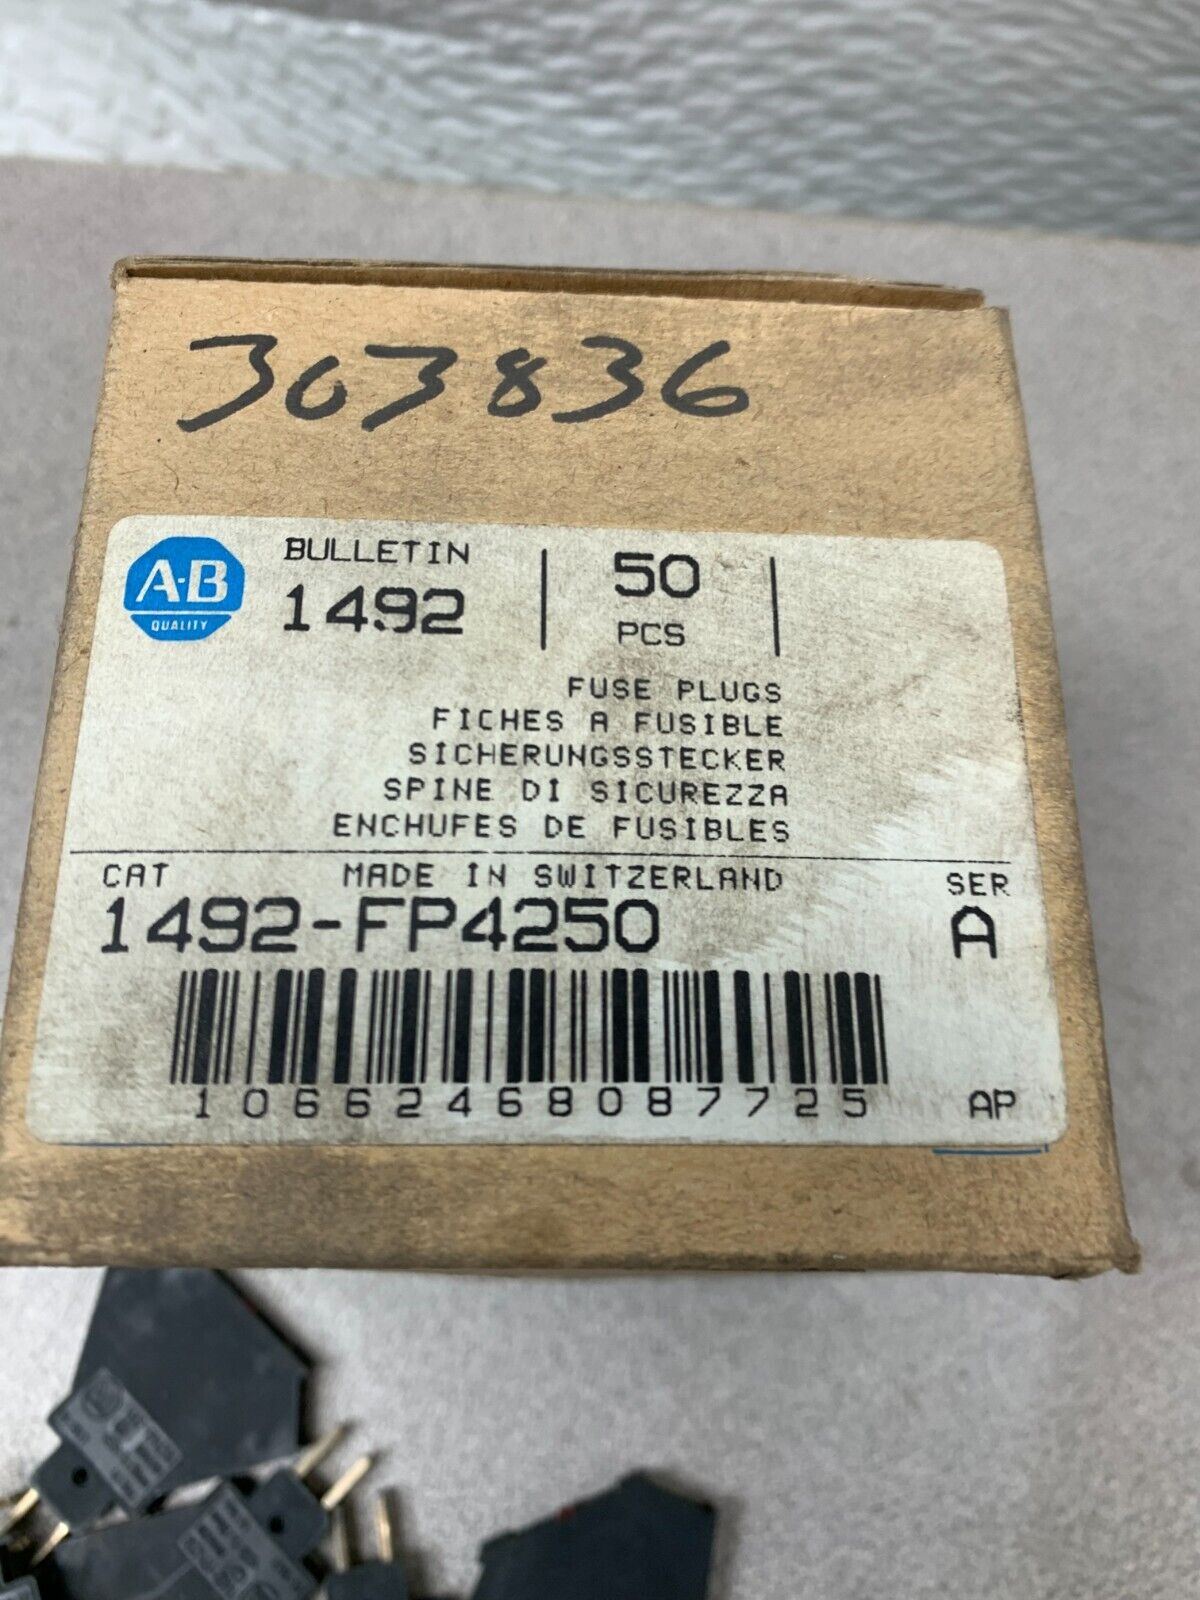 303836
A·B
QUALITY
BULLETIN
1492
50
PCS
FUSE PLUGS
FICHES A FUSIBLE
SICHERUNGSSTECKER
SPINE DI SICUREZZA
ENCHUFES DE FUSIBLES
CAT MADE IN SWITZERLAND SER
1492-FP4250 A
10662468087725 AP